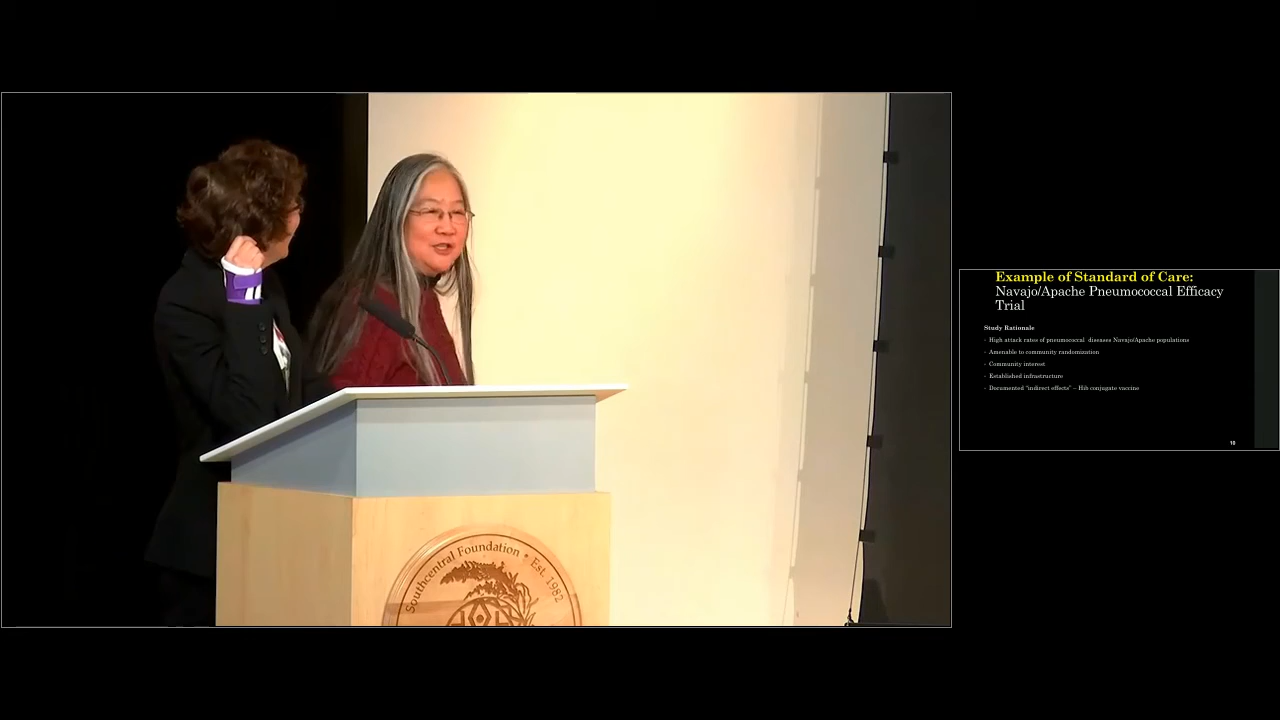 Southcentral Foundation • Est. 1982
Example of Standard of Care:
Navajo/Apache Pneumococcal Efficacy
Trial
Study Rationale
- High attack rates of pneumococcal diseases Navajo/Apache populations
- Amenable to community randomization
- Community interest
- Established infrastructure
- Documented "indirect effects" – Hib conjugate vaccine
10